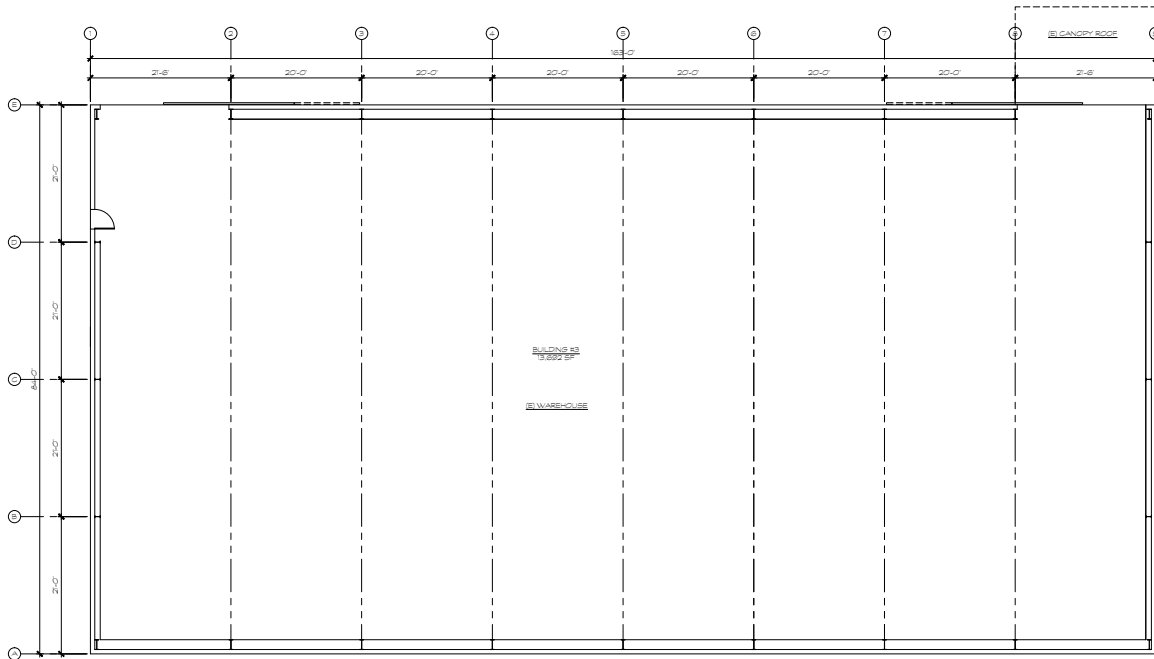 1 2 3 4 5 6 7 8
(E) CANOPY ROOF
163'-0"
21'-6" 20'-0" 20'-0" 20'-0" 20'-0" 20'-0" 20'-0" 21'-6"
E
21'-0"
D
21'-0"
C
84'-0"
BUILDING #3
13,692 SF
(E) WAREHOUSE
21'-0"
B
21'-0"
A